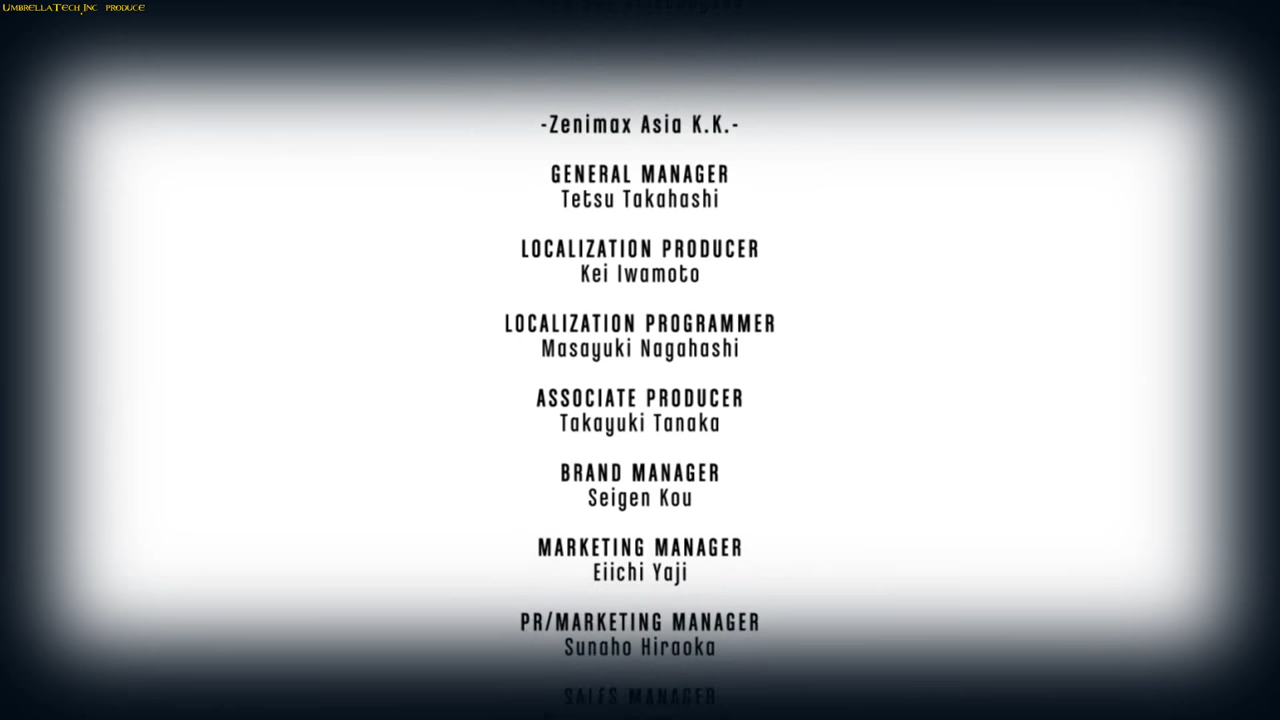 UmbrellaTech.Inc produce
-Zenimax Asia K.K.-
GENERAL MANAGER
Tetsu Takahashi
LOCALIZATION PRODUCER
Kei Iwamoto
LOCALIZATION PROGRAMMER
Masayuki Nagahashi
ASSOCIATE PRODUCER
Takayuki Tanaka
BRAND MANAGER
Seigen Kou
MARKETING MANAGER
Eiichi Yaji
PR/MARKETING MANAGER
Sunaho Hiraoka
SALES MANAGER